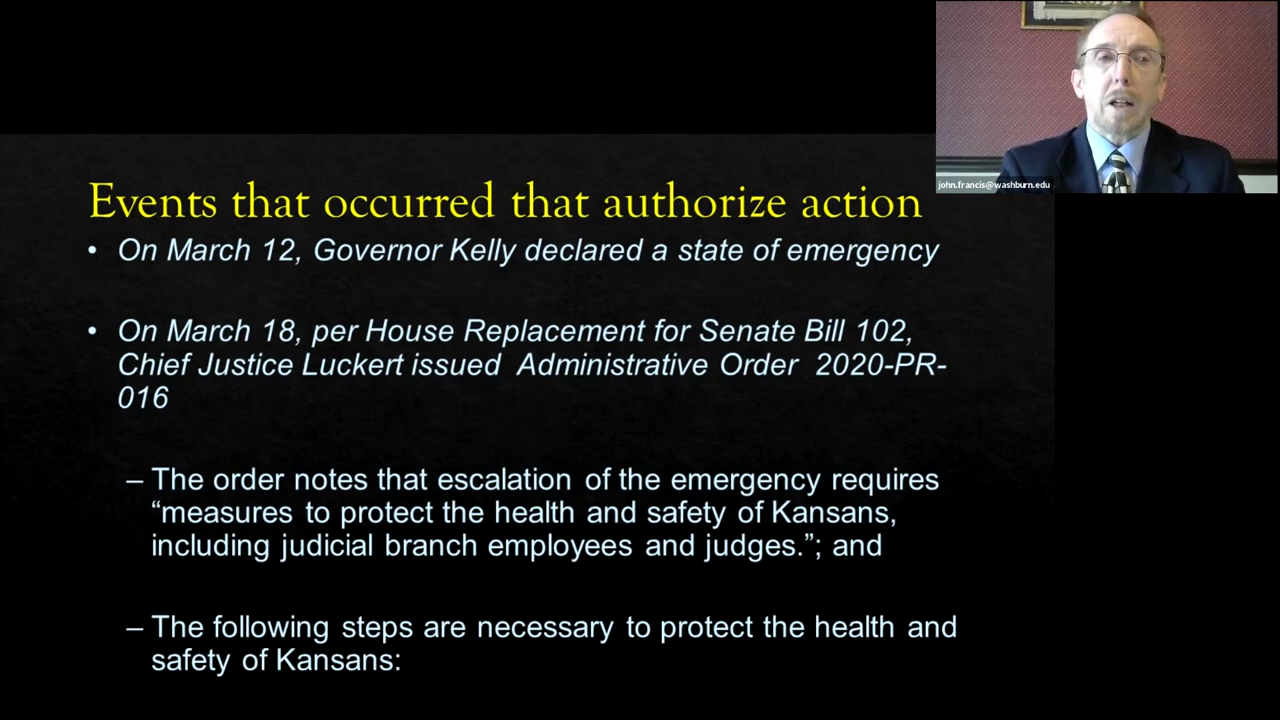 john.francis@washburn.edu
Events that occurred that authorize action
• On March 12, Governor Kelly declared a state of emergency
• On March 18, per House Replacement for Senate Bill 102,
Chief Justice Luckert issued Administrative Order 2020-PR-
016
– The order notes that escalation of the emergency requires
“measures to protect the health and safety of Kansans,
including judicial branch employees and judges.”; and
– The following steps are necessary to protect the health and
safety of Kansans: